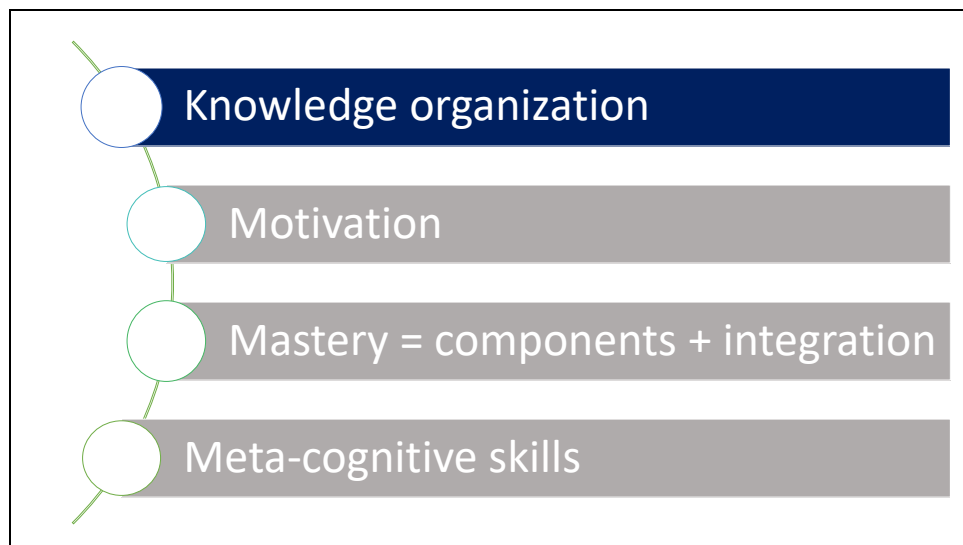 Knowledge organization
Motivation
Mastery = components + integration
Meta-cognitive skills